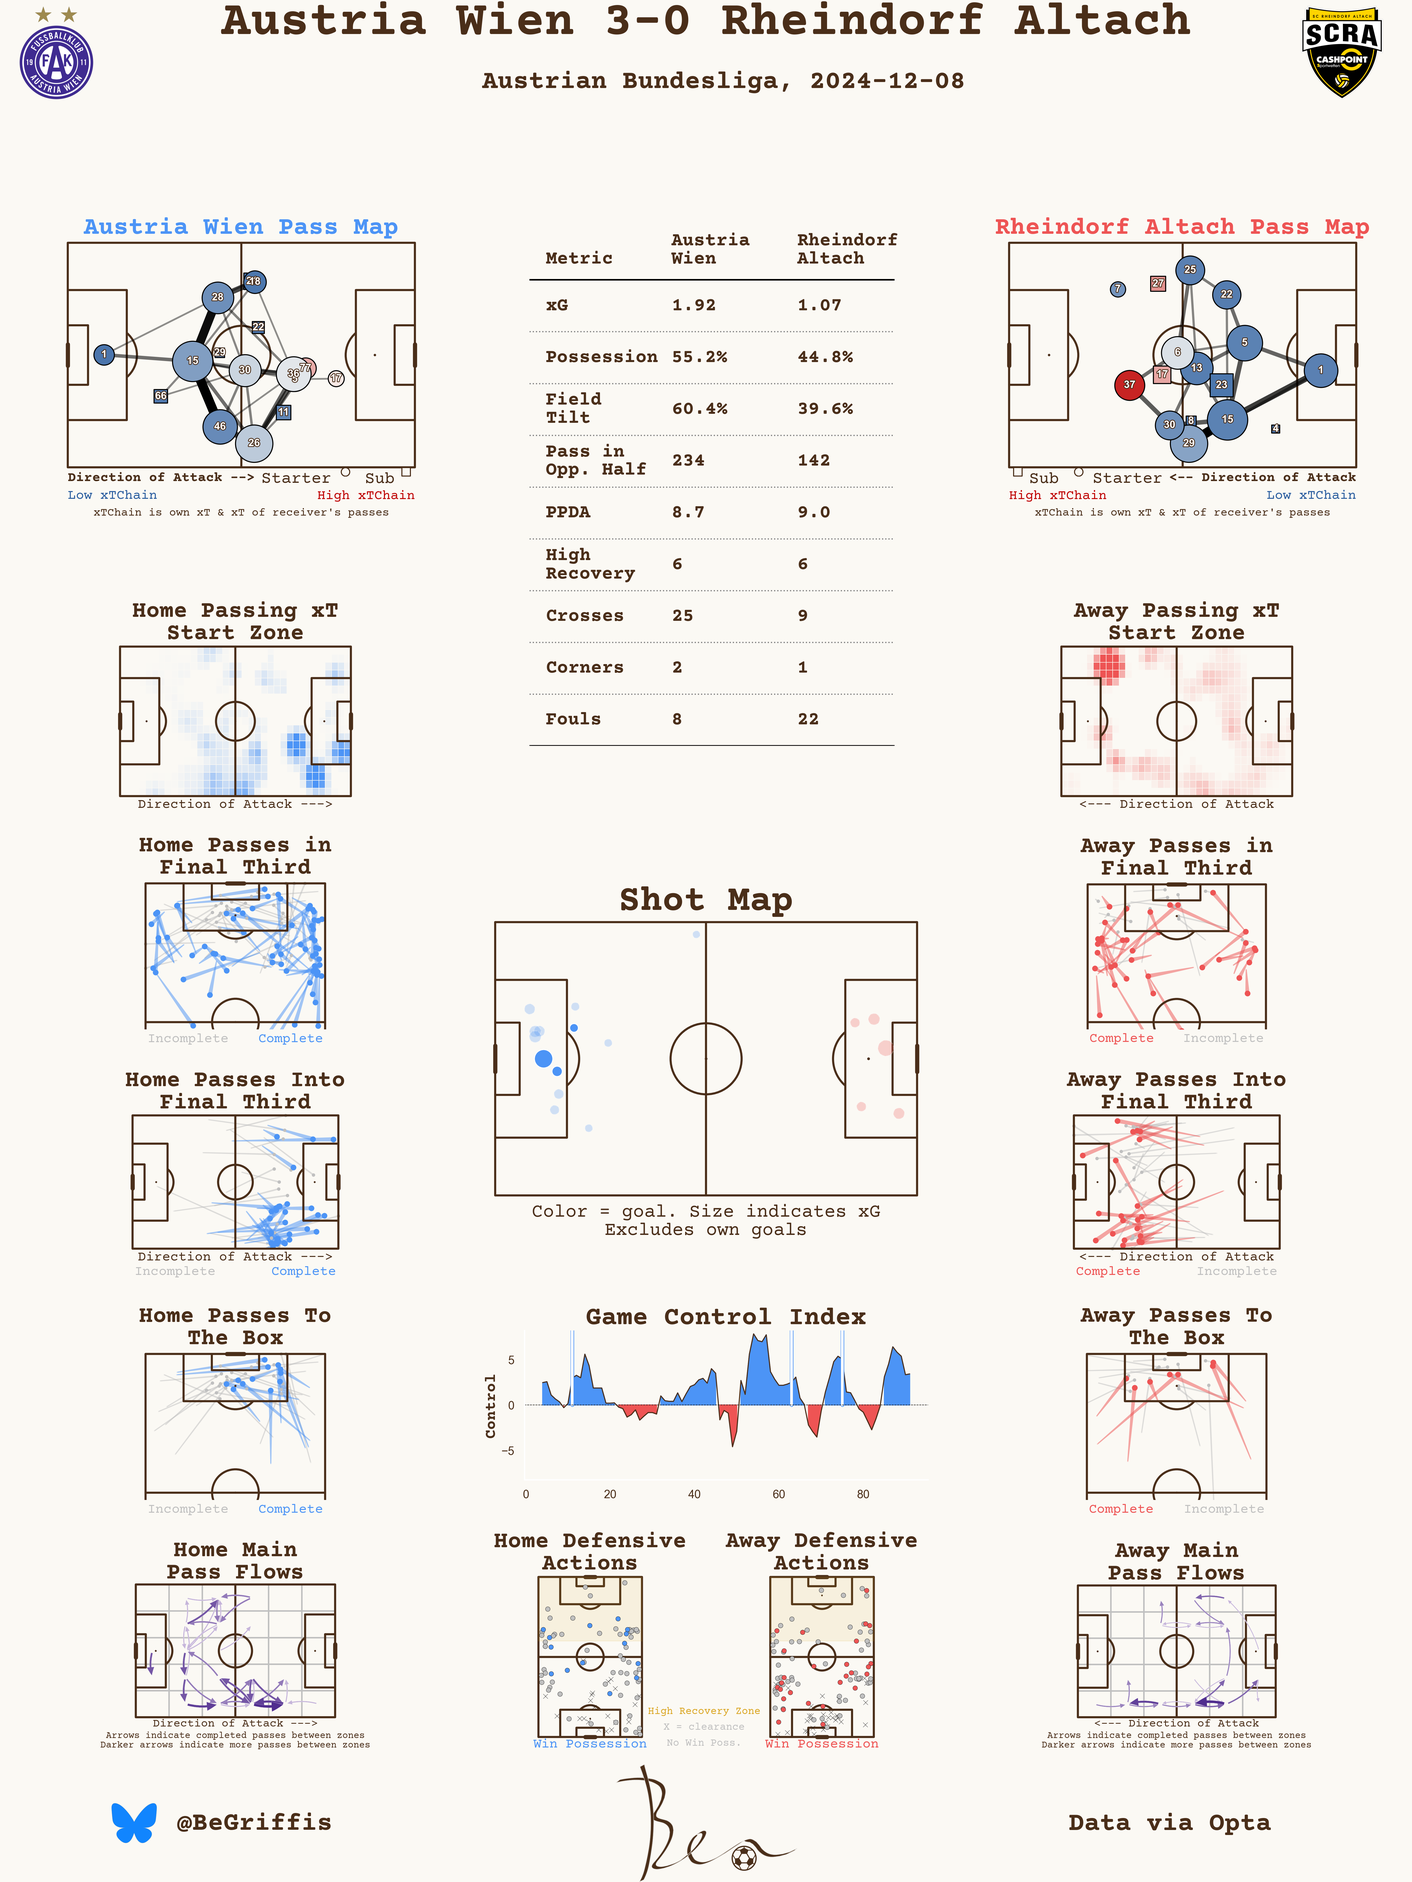 Austria Wien 3-0 Rheindorf Altach
Austrian Bundesliga, 2024-12-08
FUSSBALLKLUB
19 FAK 11
AUSTRIA WIEN
SC RHEINDORF ALTACH
SCRA
CASHPOINT
Austria Wien Pass Map
1
28
18
22
15
29
30
36
77
17
66
46
11
26
Direction of Attack --> Starter Sub
Low xTChain High xTChain
xTChain is own xT & xT of receiver's passes
Metric Austria Wien Rheindorf Altach
xG 1.92 1.07
Possession 55.2% 44.8%
Field Tilt 60.4% 39.6%
Pass in Opp. Half 234 142
PPDA 8.7 9.0
High Recovery 6 6
Crosses 25 9
Corners 2 1
Fouls 8 22
Rheindorf Altach Pass Map
25
7
27
22
5
6
13
1
17
37
23
8
15
30
4
29
Sub Starter <-- Direction of Attack
High xTChain Low xTChain
xTChain is own xT & xT of receiver's passes
Home Passing xT
Start Zone
Direction of Attack --->
Away Passing xT
Start Zone
<--- Direction of Attack
Home Passes in
Final Third
Incomplete Complete
Away Passes in
Final Third
Complete Incomplete
Shot Map
Color = goal. Size indicates xG
Excludes own goals
Home Passes Into
Final Third
Direction of Attack --->
Incomplete Complete
Away Passes Into
Final Third
<--- Direction of Attack
Complete Incomplete
Game Control Index
Control
5
0
−5
0 20 40 60 80
Home Passes To
The Box
Incomplete Complete
Away Passes To
The Box
Complete Incomplete
Home Main
Pass Flows
Direction of Attack --->
Arrows indicate completed passes between zones
Darker arrows indicate more passes between zones
Home Defensive
Actions
Win Possession
High Recovery Zone
X = clearance
No Win Poss.
Away Defensive
Actions
Win Possession
Away Main
Pass Flows
<--- Direction of Attack
Arrows indicate completed passes between zones
Darker arrows indicate more passes between zones
@BeGriffis
Ben
Data via Opta